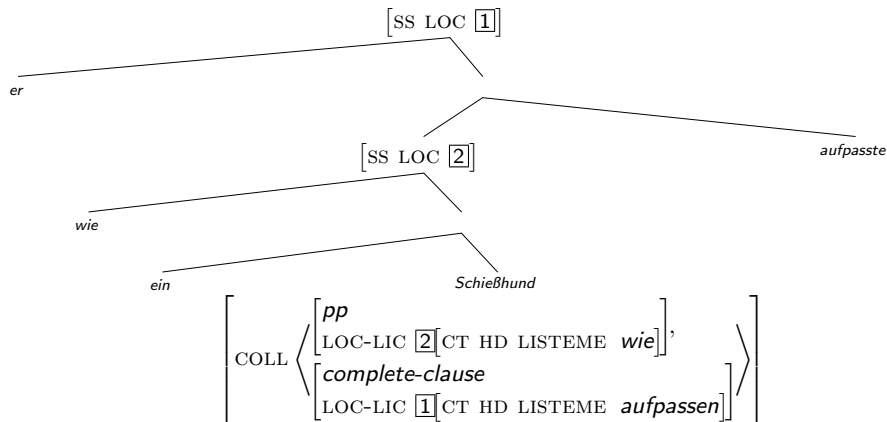 [SS LOC 1]
er
aufpasste
[SS LOC 2]
wie
ein Schießhund
[COLL ⟨[pp
LOC-LIC 2[CT HD LISTEME wie]],
[complete-clause
LOC-LIC 1[CT HD LISTEME aufpassen]]⟩]